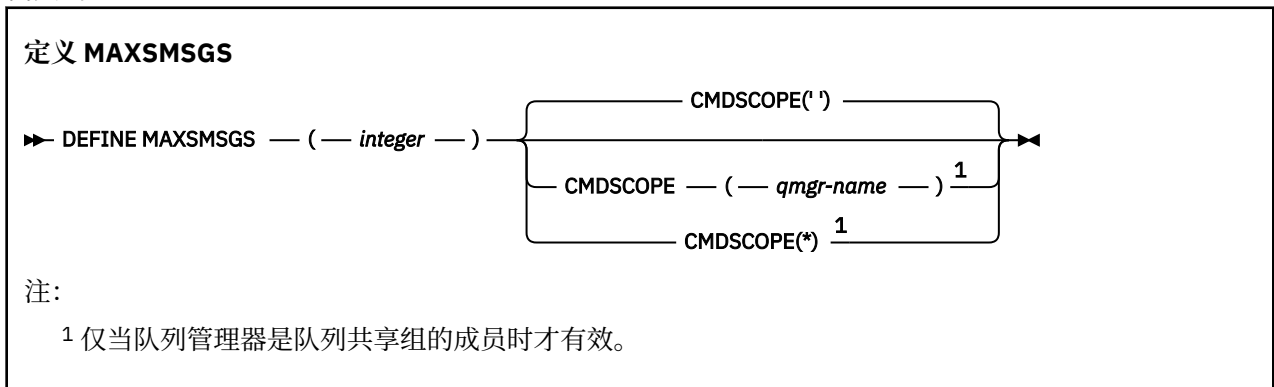 定义 MAXSMSGS
CMDSCOPE(' ')
DEFINE MAXSMSGS ( integer )
CMDSCOPE ( qmgr-name ) 1
CMDSCOPE(*) 1
注：
1 仅当队列管理器是队列共享组的成员时才有效。